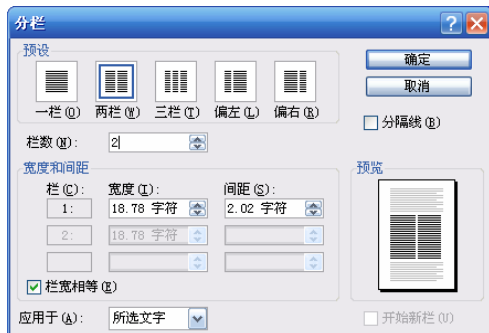 分栏
预设
一栏(O) 两栏(W) 三栏(T) 偏左(L) 偏右(R)
确定
取消
分隔线(B)
栏数(N): 2
宽度和间距
栏(C): 宽度(I): 间距(S):
1: 18.78 字符 2.02 字符
2: 18.78 字符
栏宽相等(E)
预览
应用于(A): 所选文字
开始新栏(U)